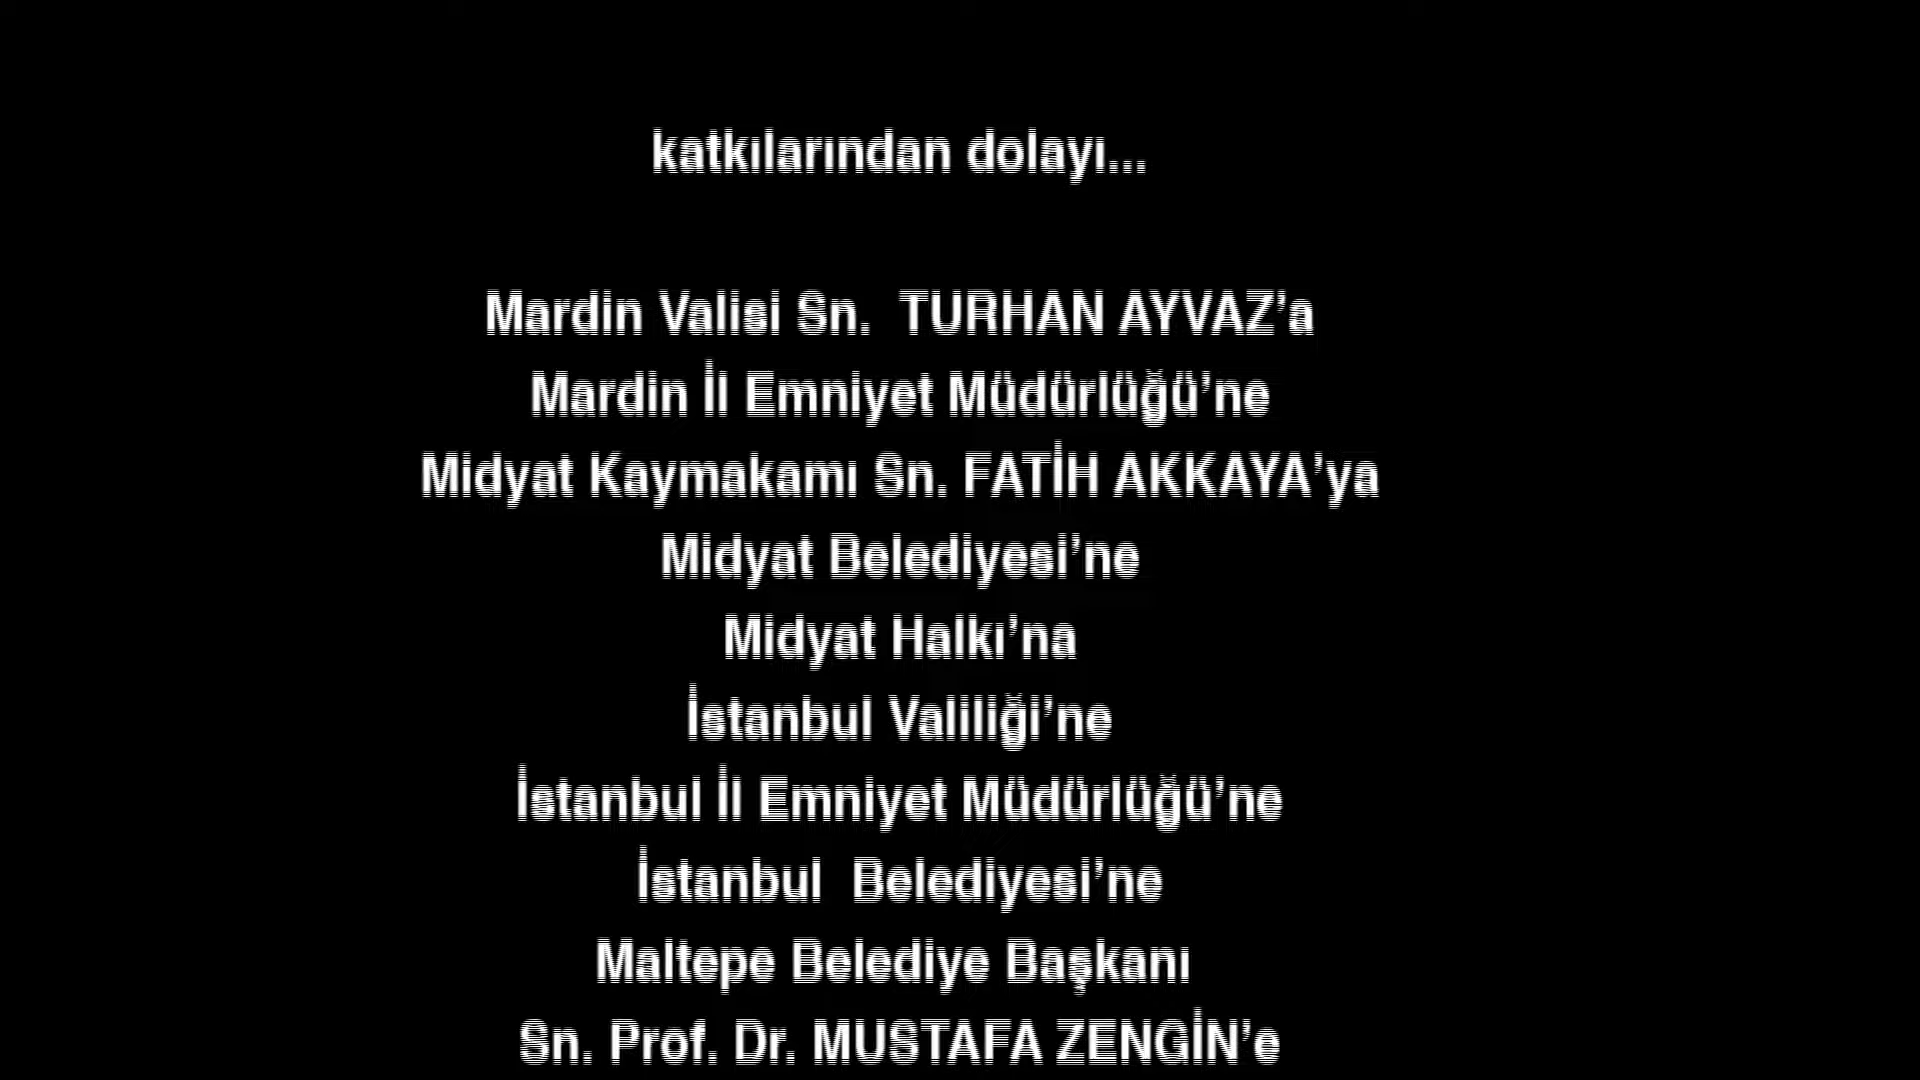 katkılarından dolayı...
Mardin Valisi Sn. TURHAN AYVAZ’a
Mardin İl Emniyet Müdürlüğü’ne
Midyat Kaymakamı Sn. FATİH AKKAYA’ya
Midyat Belediyesi’ne
Midyat Halkı’na
İstanbul Valiliği’ne
İstanbul İl Emniyet Müdürlüğü’ne
İstanbul Belediyesi’ne
Maltepe Belediye Başkanı
Sn. Prof. Dr. MUSTAFA ZENGİN’e